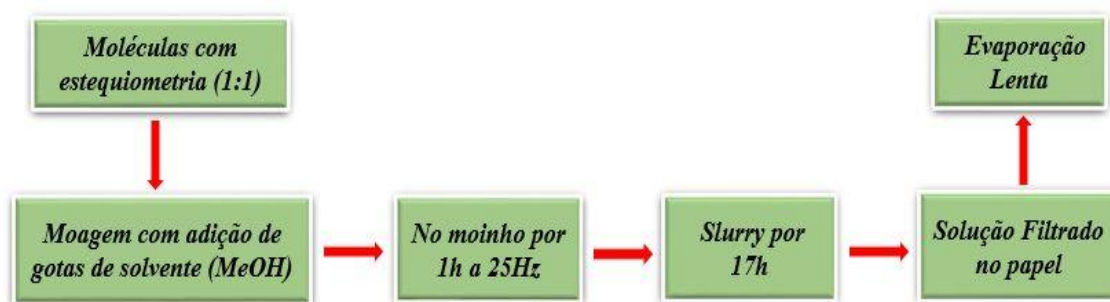 Moléculas com
estequiometria (1:1)
Moagem com adição de
gotas de solvente (MeOH)
No moinho por
1h a 25Hz
Slurry por
17h
Solução Filtrado
no papel
Evaporação
Lenta